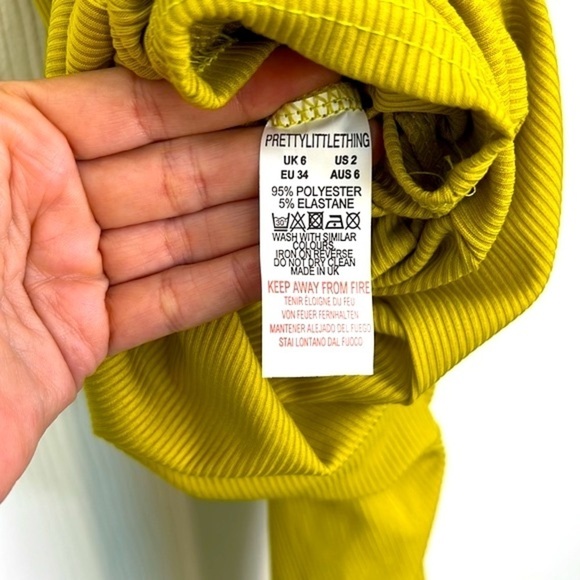 PRETTYLITTLETHING
UK 6 US 2
EU 34 AUS 6
95% POLYESTER
5% ELASTANE
WASH WITH SIMILAR
COLOURS.
IRON ON REVERSE
DO NOT DRY CLEAN
MADE IN UK
KEEP AWAY FROM FIRE
TENIR ÉLOIGNE DU FEU
VON FEUER FERNHALTEN
MANTENER ALEJADO DEL FUEGO
STAI LONTANO DAL FUOCO